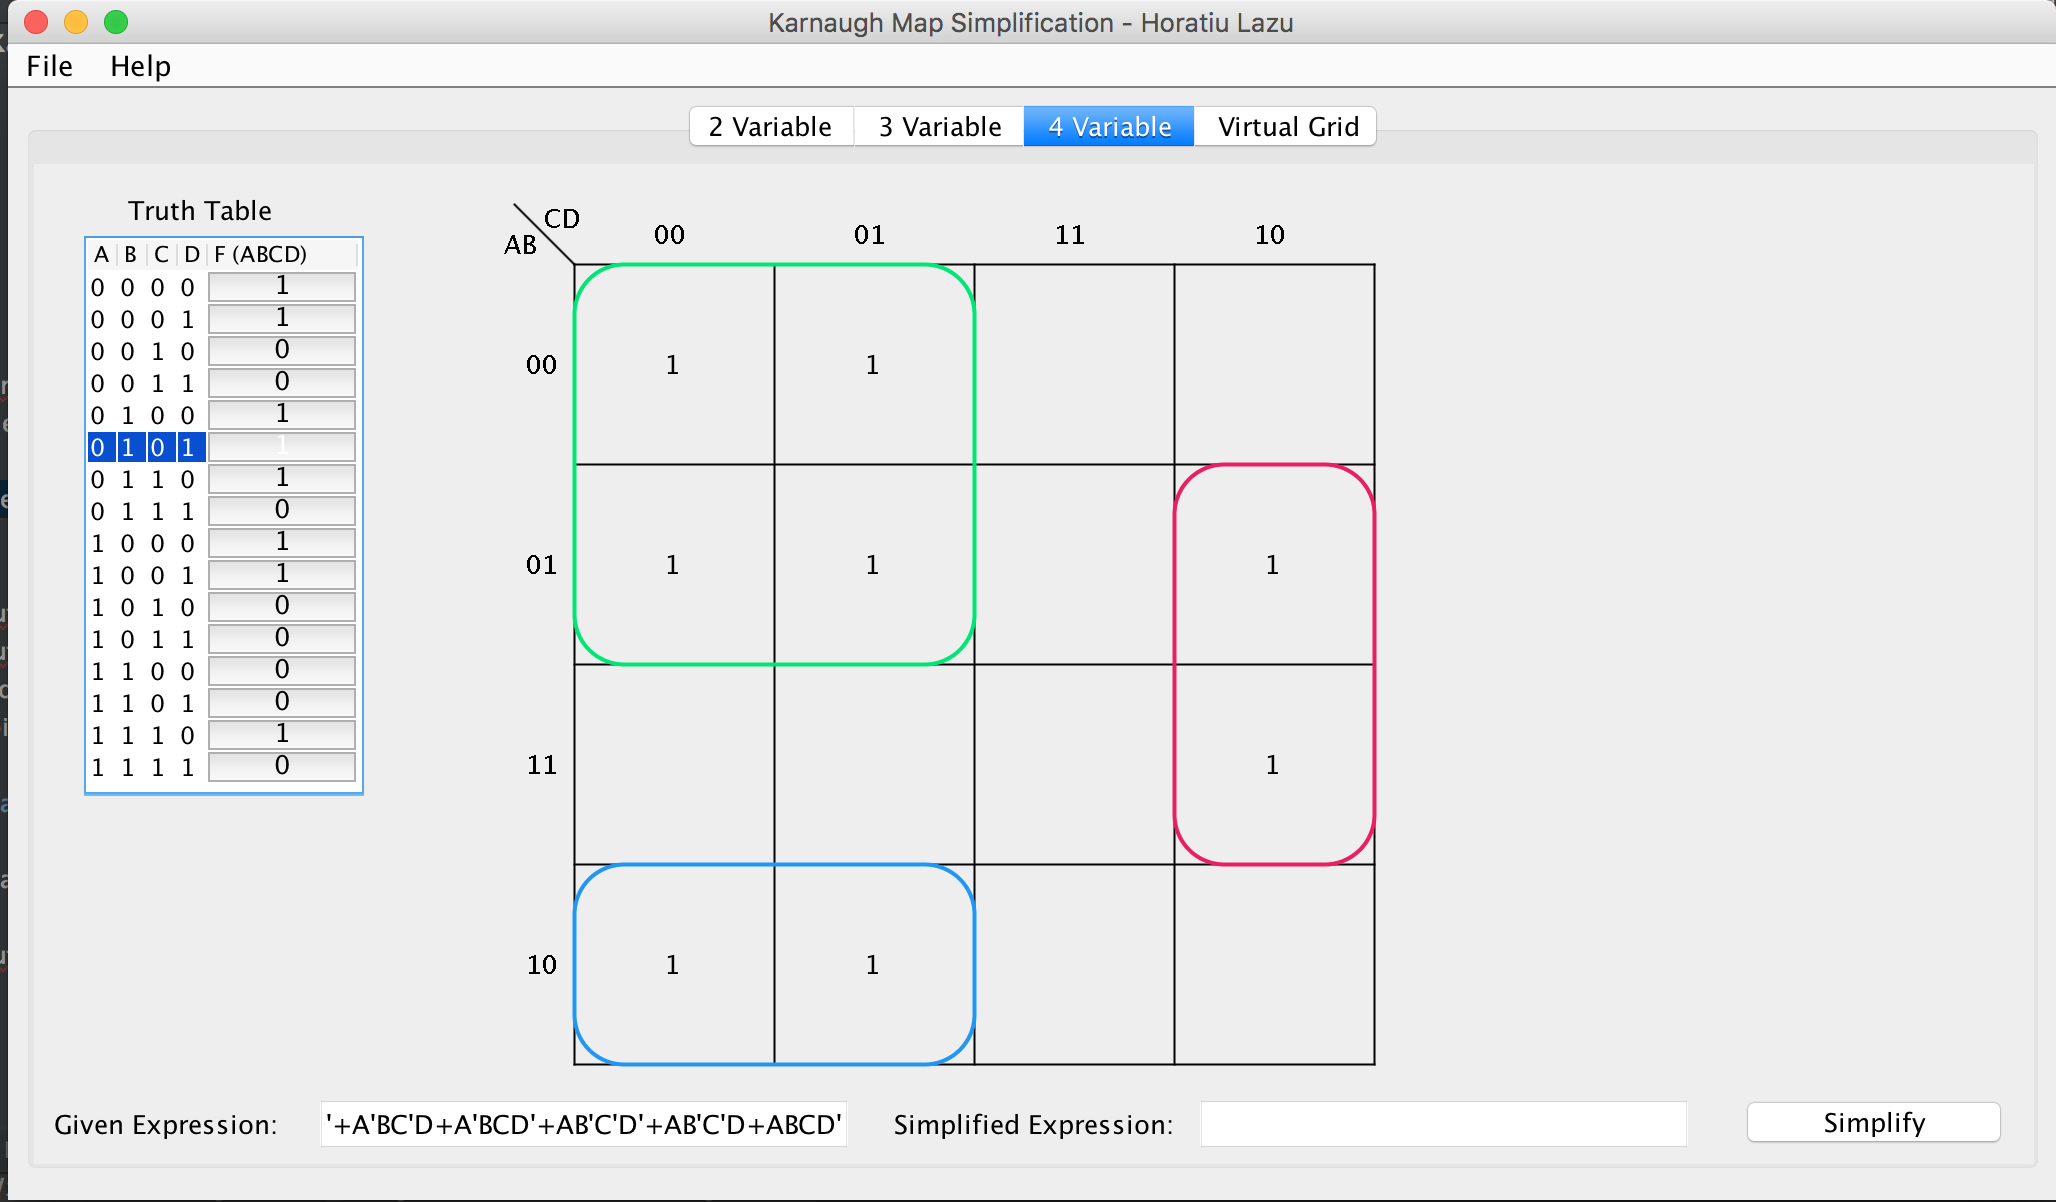 Karnaugh Map Simplification - Horatiu Lazu
File Help
2 Variable 3 Variable 4 Variable Virtual Grid
Truth Table
A B C D F (ABCD)
0 0 0 0 1
0 0 0 1 1
0 0 1 0 0
0 0 1 1 0
0 1 0 0 1
0 1 0 1 1
0 1 1 0 1
0 1 1 1 0
1 0 0 0 1
1 0 0 1 1
1 0 1 0 0
1 0 1 1 0
1 1 0 0 0
1 1 0 1 0
1 1 1 0 1
1 1 1 1 0
CD
AB
00 01 11 10
00 1 1
01 1 1 1
11 1
10 1 1
Given Expression: '+A'BC'D+A'BCD'+AB'C'D'+AB'C'D+ABCD' Simplified Expression: Simplify